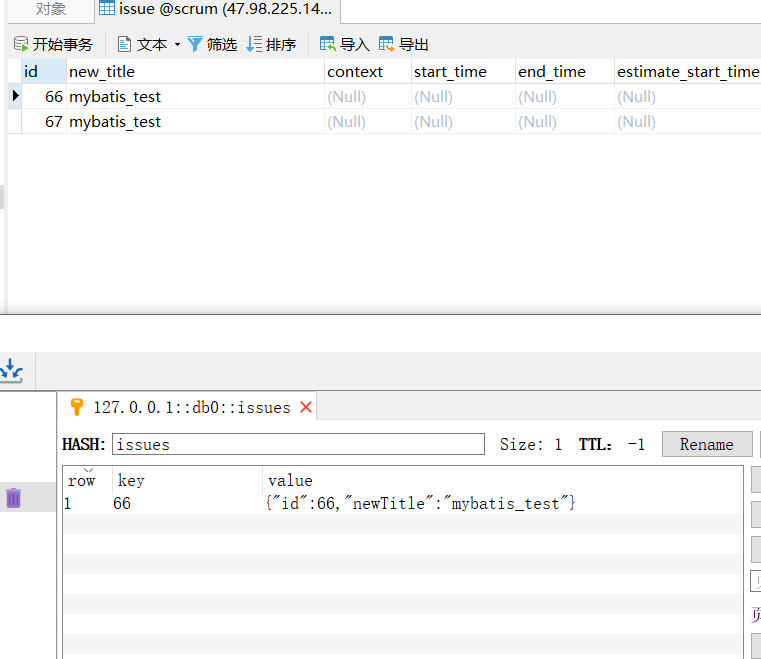 对象
issue @scrum (47.98.225.14...
开始事务 文本 筛选 排序 导入 导出
id new_title context start_time end_time estimate_start_time
66 mybatis_test (Null) (Null) (Null) (Null)
67 mybatis_test (Null) (Null) (Null) (Null)
127.0.0.1::db0::issues
HASH: issues Size: 1 TTL: -1 Rename
row key value
1 66 {"id":66,"newTitle":"mybatis_test"}